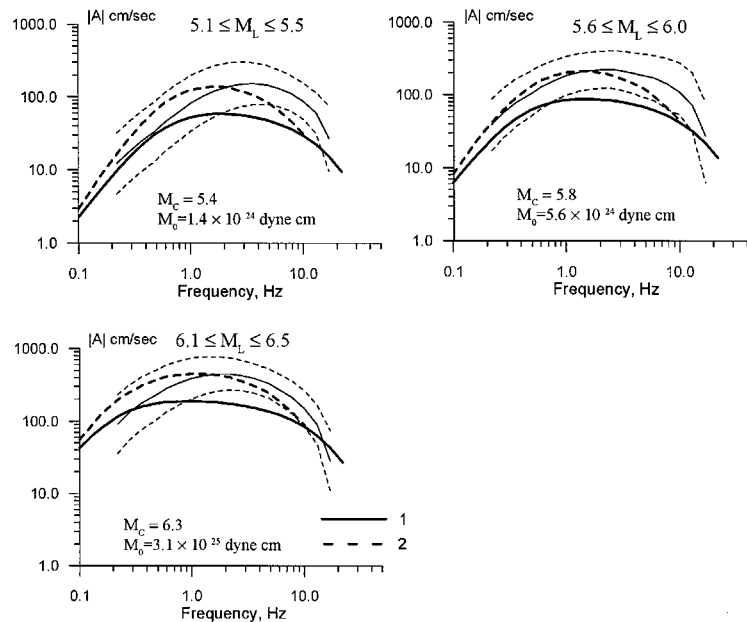 |A| cm/sec
5.1 ≤ M_L ≤ 5.5
1000.0
100.0
10.0
1.0
M_C = 5.4
M_0=1.4 × 10^24 dyne cm
0.1 1.0 10.0
Frequency, Hz
|A| cm/sec
5.6 ≤ M_L ≤ 6.0
1000.0
100.0
10.0
1.0
M_C = 5.8
M_0=5.6 × 10^24 dyne cm
0.1 1.0 10.0
Frequency, Hz
|A| cm/sec
6.1 ≤ M_L ≤ 6.5
1000.0
100.0
10.0
1.0
M_C = 6.3
M_0=3.1 × 10^25 dyne cm
0.1 1.0 10.0
Frequency, Hz
1
2